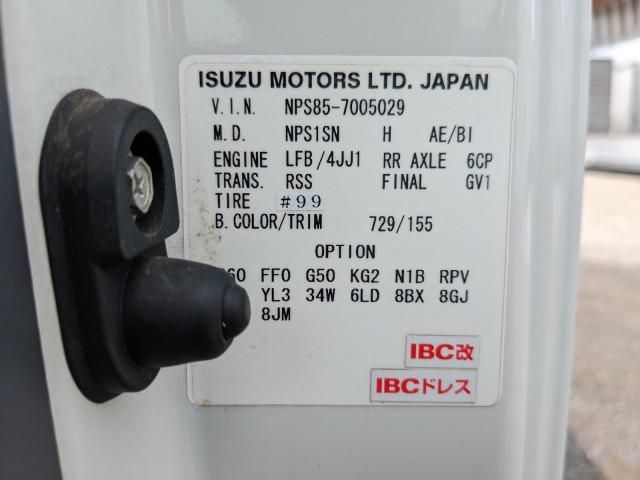 ISUZU MOTORS LTD. JAPAN
V.I.N. NPS85-7005029
M.D. NPS1SN H AE/BI
ENGINE LFB/4JJ1 RR AXLE 6CP
TRANS. RSS FINAL GV1
TIRE #99
B.COLOR/TRIM 729/155
OPTION
FF0 G50 KG2 N1B RPV
YL3 34W 6LD 8BX 8GJ
8JM
IBC改
IBCドレス